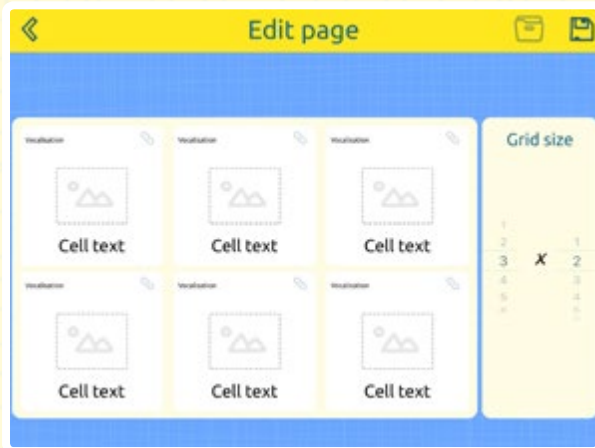 Edit page
Vocalisation Vocalisation Vocalisation
Cell text Cell text Cell text
Vocalisation Vocalisation Vocalisation
Cell text Cell text Cell text
Grid size
1
2 1
3 x 2
4 3
5 4
6 5